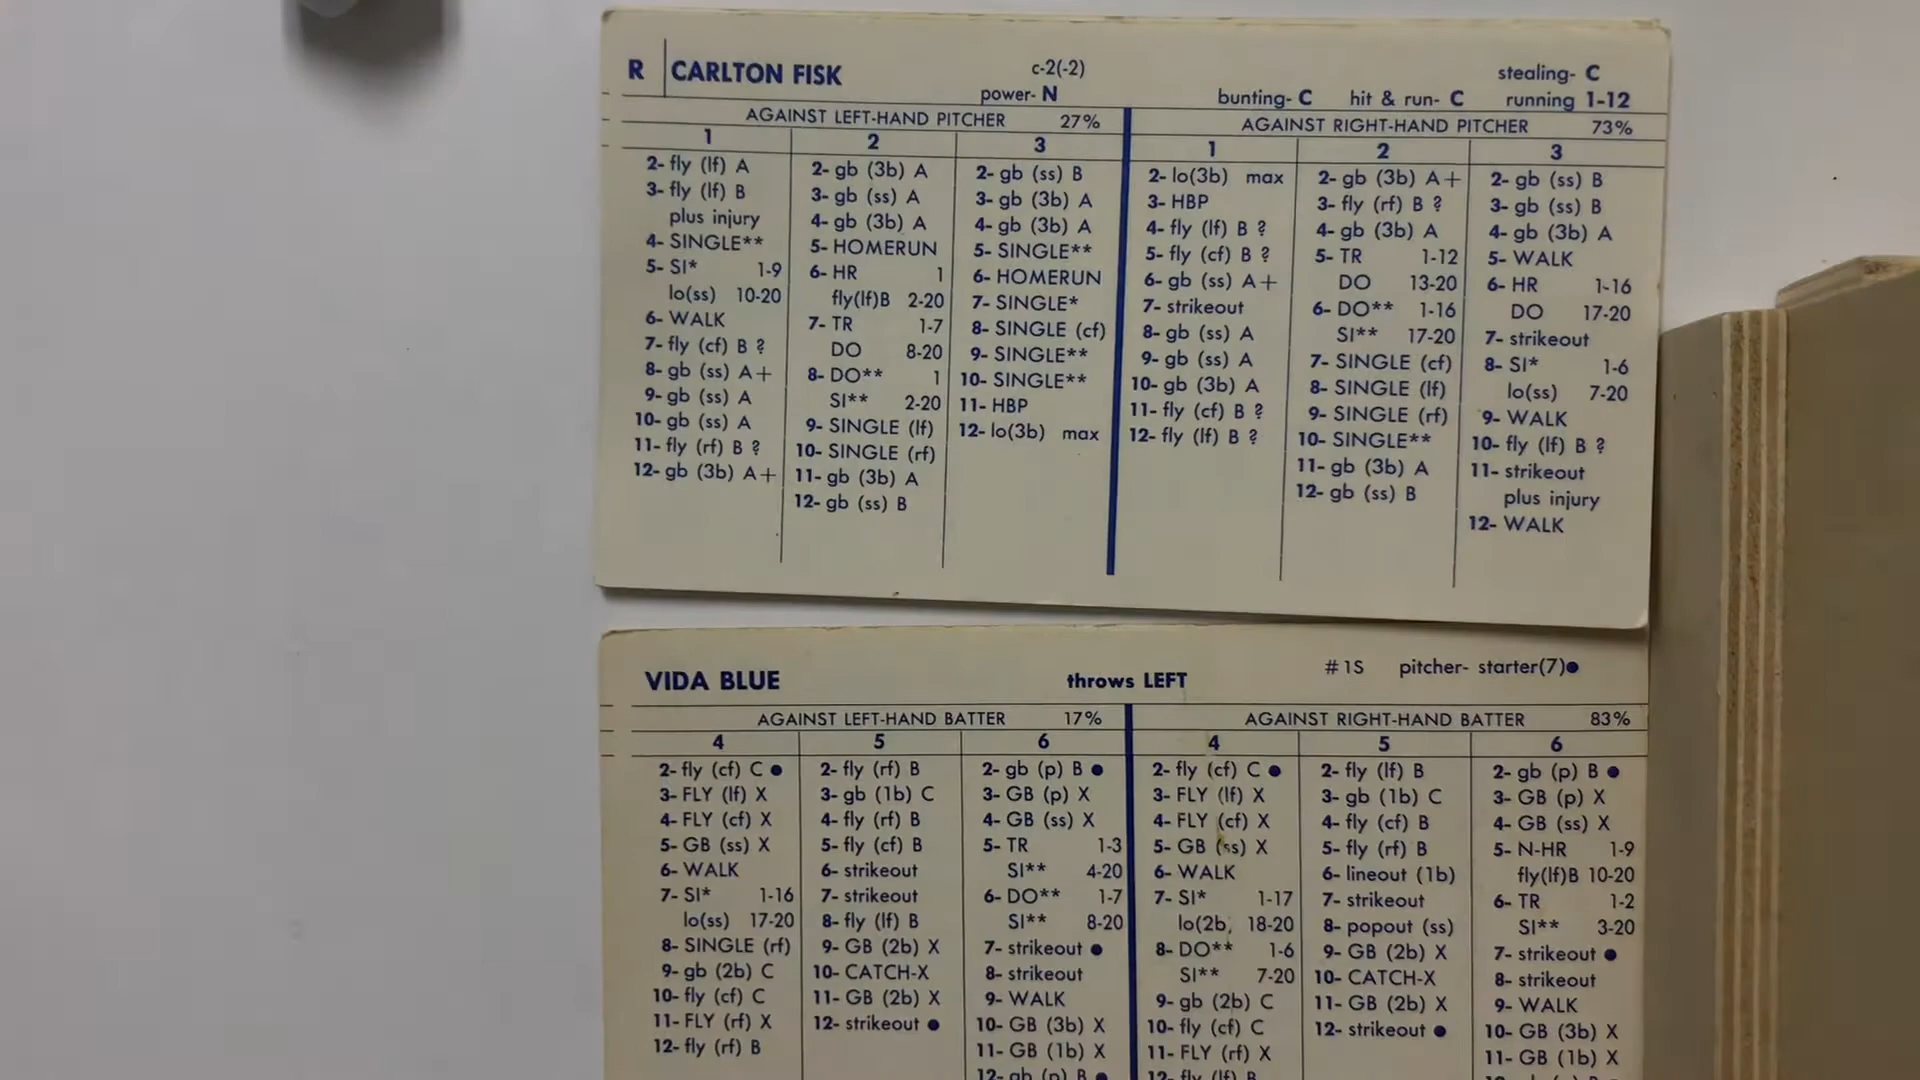 R CARLTON FISK c-2(-2) stealing- C
power- N bunting- C hit & run- C running 1-12
AGAINST LEFT-HAND PITCHER 27%
1 2 3
2- fly (lf) A
3- fly (lf) B
plus injury
4- SINGLE**
5- SI* 1-9
lo(ss) 10-20
6- WALK
7- fly (cf) B ?
8- gb (ss) A+
9- gb (ss) A
10- gb (ss) A
11- fly (rf) B ?
12- gb (3b) A+
2- gb (3b) A
3- gb (ss) A
4- gb (3b) A
5- HOMERUN
6- HR 1
fly(lf)B 2-20
7- TR 1-7
DO 8-20
8- DO** 1
SI** 2-20
9- SINGLE (lf)
10- SINGLE (rf)
11- gb (3b) A
12- gb (ss) B
2- gb (ss) B
3- gb (3b) A
4- gb (3b) A
5- SINGLE**
6- HOMERUN
7- SINGLE*
8- SINGLE (cf)
9- SINGLE**
10- SINGLE**
11- HBP
12- lo(3b) max
AGAINST RIGHT-HAND PITCHER 73%
1 2 3
2- lo(3b) max
3- HBP
4- fly (lf) B ?
5- fly (cf) B ?
6- gb (ss) A+
7- strikeout
8- gb (ss) A
9- gb (ss) A
10- gb (3b) A
11- fly (cf) B ?
12- fly (lf) B ?
2- gb (3b) A+
3- fly (rf) B ?
4- gb (3b) A
5- TR 1-12
DO 13-20
6- DO** 1-16
SI** 17-20
7- SINGLE (cf)
8- SINGLE (lf)
9- SINGLE (rf)
10- SINGLE**
11- gb (3b) A
12- gb (ss) B
2- gb (ss) B
3- gb (ss) B
4- gb (3b) A
5- WALK
6- HR 1-16
DO 17-20
7- strikeout
8- SI* 1-6
lo(ss) 7-20
9- WALK
10- fly (lf) B ?
11- strikeout
plus injury
12- WALK
VIDA BLUE throws LEFT #1S pitcher- starter(7)●
AGAINST LEFT-HAND BATTER 17%
4 5 6
2- fly (cf) C ●
3- FLY (lf) X
4- FLY (cf) X
5- GB (ss) X
6- WALK
7- SI* 1-16
lo(ss) 17-20
8- SINGLE (rf)
9- gb (2b) C
10- fly (cf) C
11- FLY (rf) X
12- fly (rf) B
2- fly (rf) B
3- gb (1b) C
4- fly (rf) B
5- fly (cf) B
6- strikeout
7- strikeout
8- fly (lf) B
9- GB (2b) X
10- CATCH-X
11- GB (2b) X
12- strikeout ●
2- gb (p) B ●
3- GB (p) X
4- GB (ss) X
5- TR 1-3
SI** 4-20
6- DO** 1-7
SI** 8-20
7- strikeout ●
8- strikeout
9- WALK
10- GB (3b) X
11- GB (1b) X
12- gb (p) B ●
AGAINST RIGHT-HAND BATTER 83%
4 5 6
2- fly (cf) C ●
3- FLY (lf) X
4- FLY (cf) X
5- GB (ss) X
6- WALK
7- SI* 1-17
lo(2b) 18-20
8- DO** 1-6
SI** 7-20
9- gb (2b) C
10- fly (cf) C
11- FLY (rf) X
12- fly (lf) B
2- fly (lf) B
3- gb (1b) C
4- fly (cf) B
5- fly (rf) B
6- lineout (1b)
7- strikeout
8- popout (ss)
9- GB (2b) X
10- CATCH-X
11- GB (2b) X
12- strikeout ●
2- gb (p) B ●
3- GB (p) X
4- GB (ss) X
5- N-HR 1-9
fly(lf)B 10-20
6- TR 1-2
SI** 3-20
7- strikeout ●
8- strikeout
9- WALK
10- GB (3b) X
11- GB (1b) X